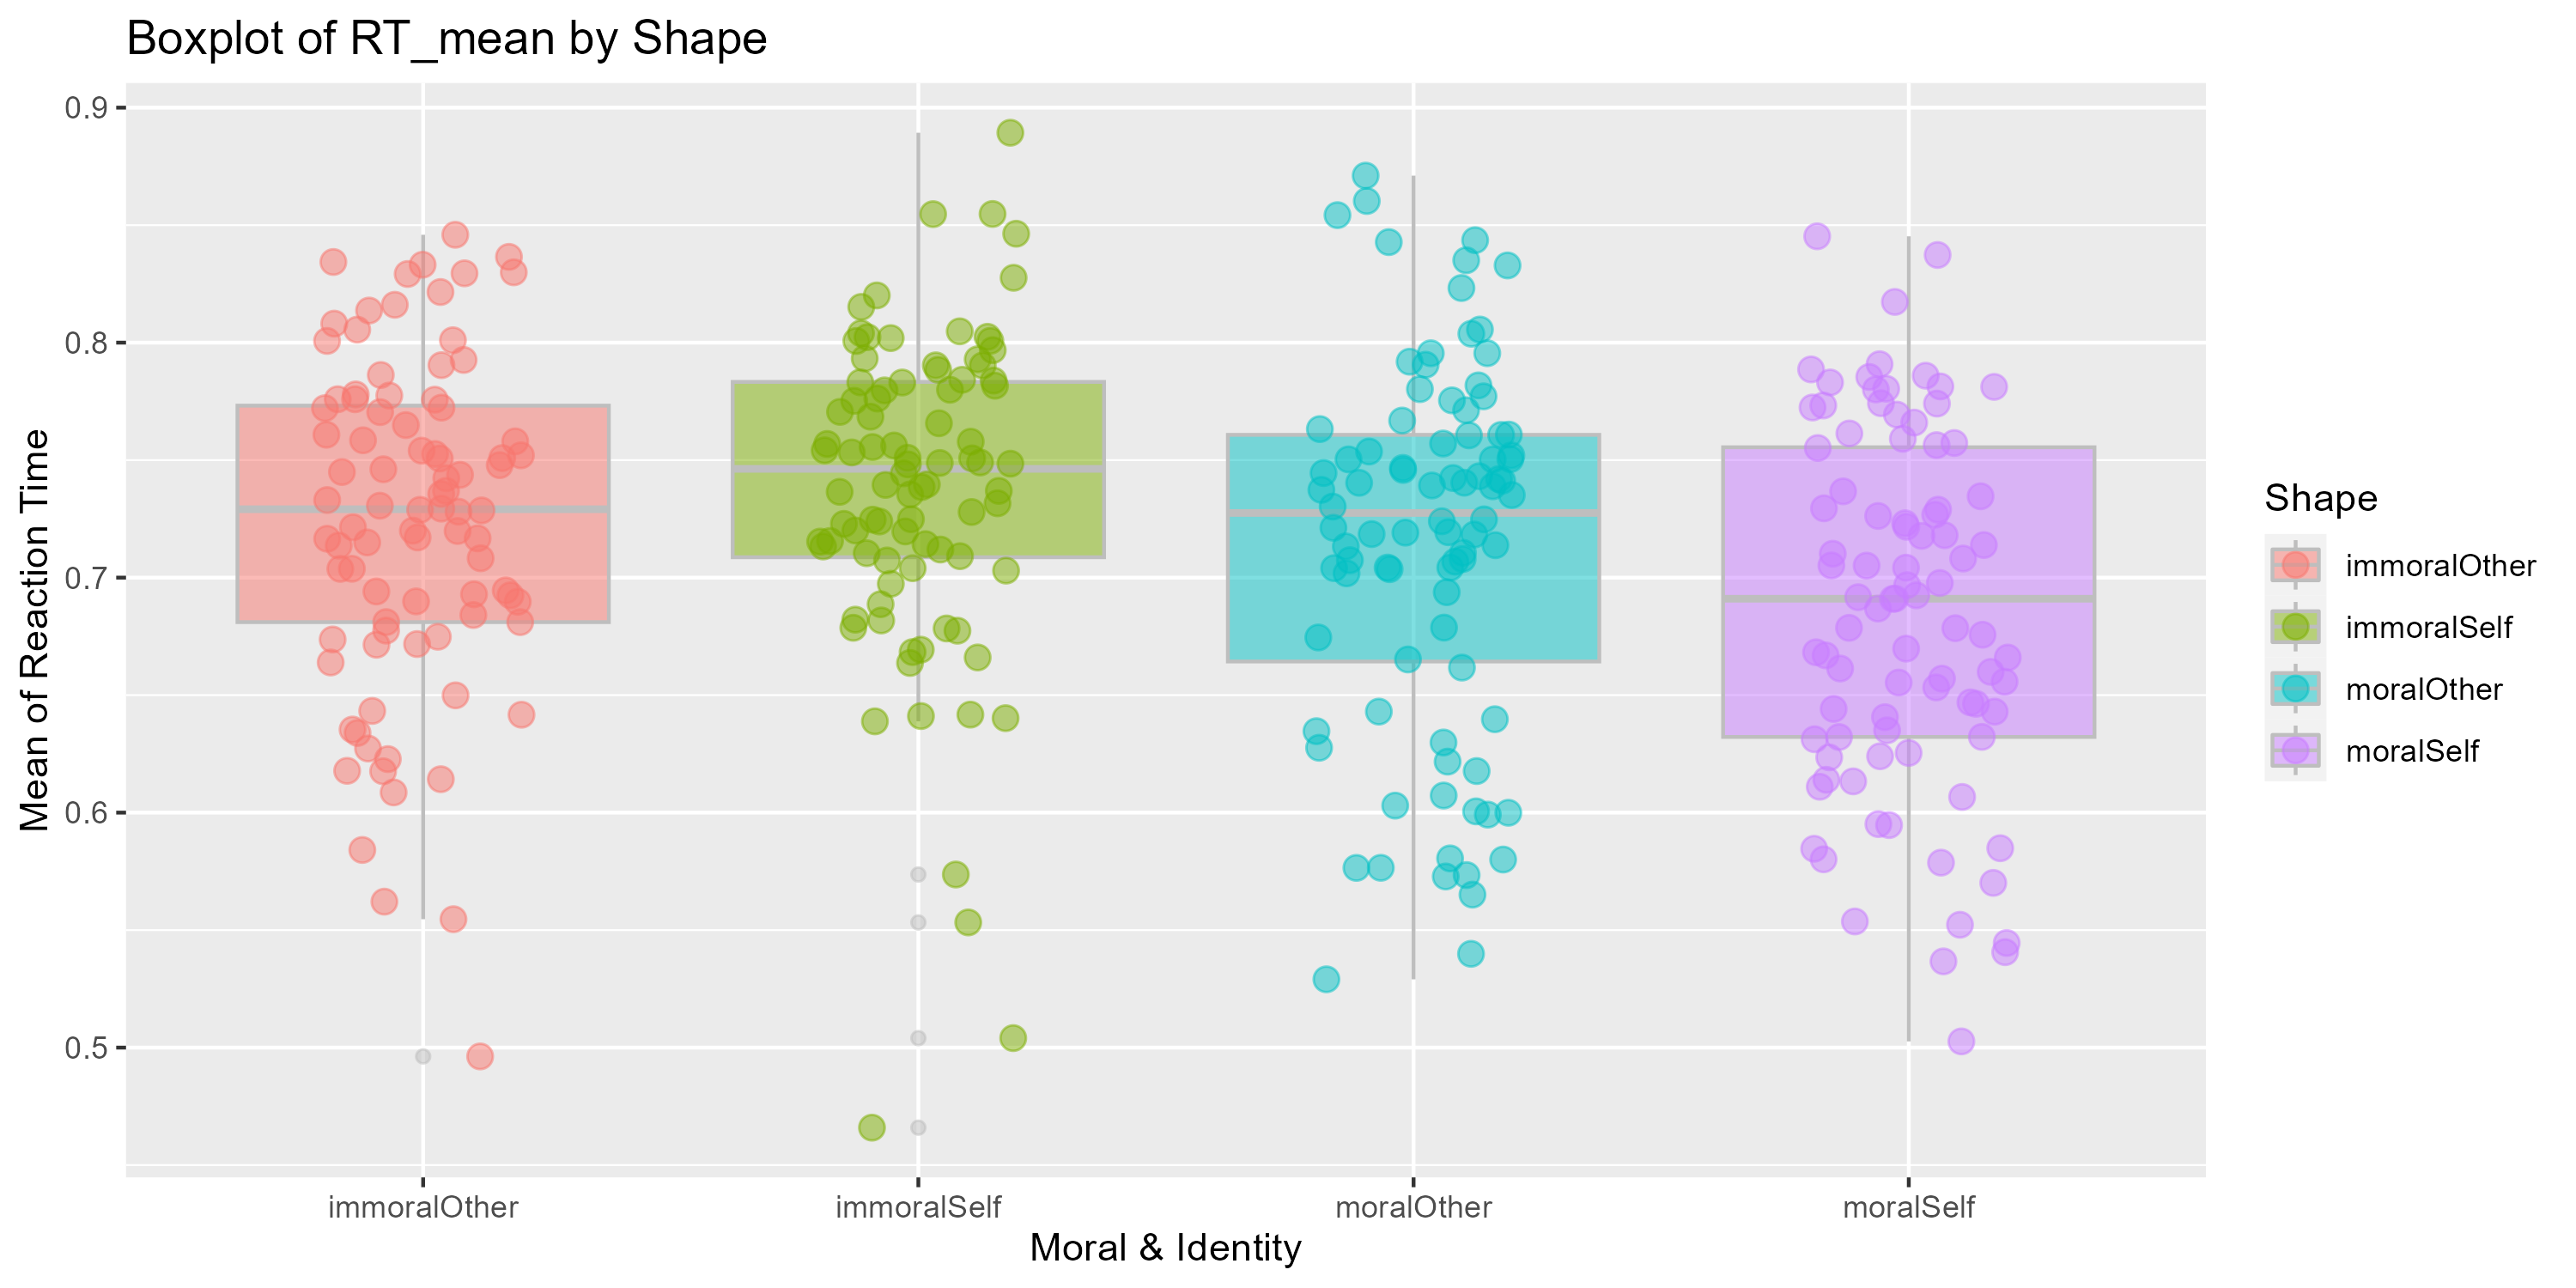 Boxplot of RT_mean by Shape
Mean of Reaction Time
0.9
0.8
0.7
0.6
0.5
immoralOther
immoralSelf
moralOther
moralSelf
Moral & Identity
Shape
immoralOther
immoralSelf
moralOther
moralSelf